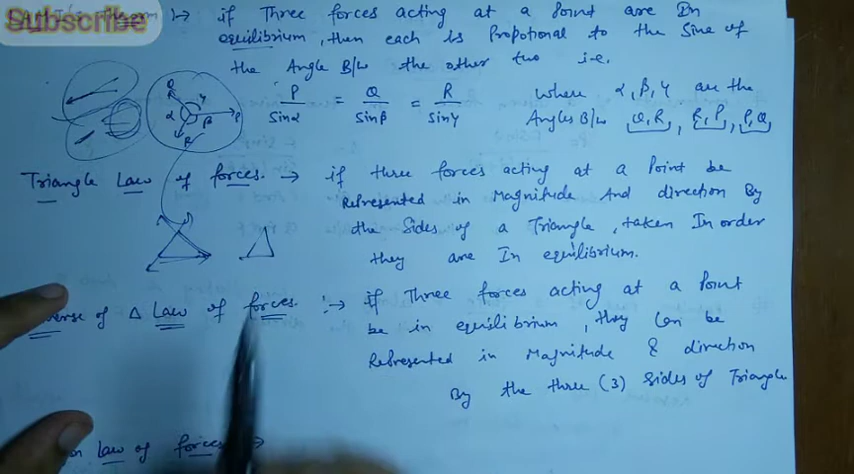 Subscribe
:→ if Three forces acting at a Point are In
equilibrium, then each is Propotional to the Sine of
the Angle B/w the other two i.e.
P/Sinα = Q/Sinβ = R/Sinγ
where α, β, γ are the
Angles B/w Q,R, R,P, P,Q
Q
γ
α
β
P
R
Triangle Law of forces. → if three forces acting at a Point be
Represented in Magnitude And direction By
the Sides of a Triangle, taken In order
they are In equilibrium.
of Δ Law of forces. :→ if Three forces acting at a Point
be in equilibrium, they Can be
Represented in Magnitude & direction
By the three (3) sides of Triangle
Law of forces →